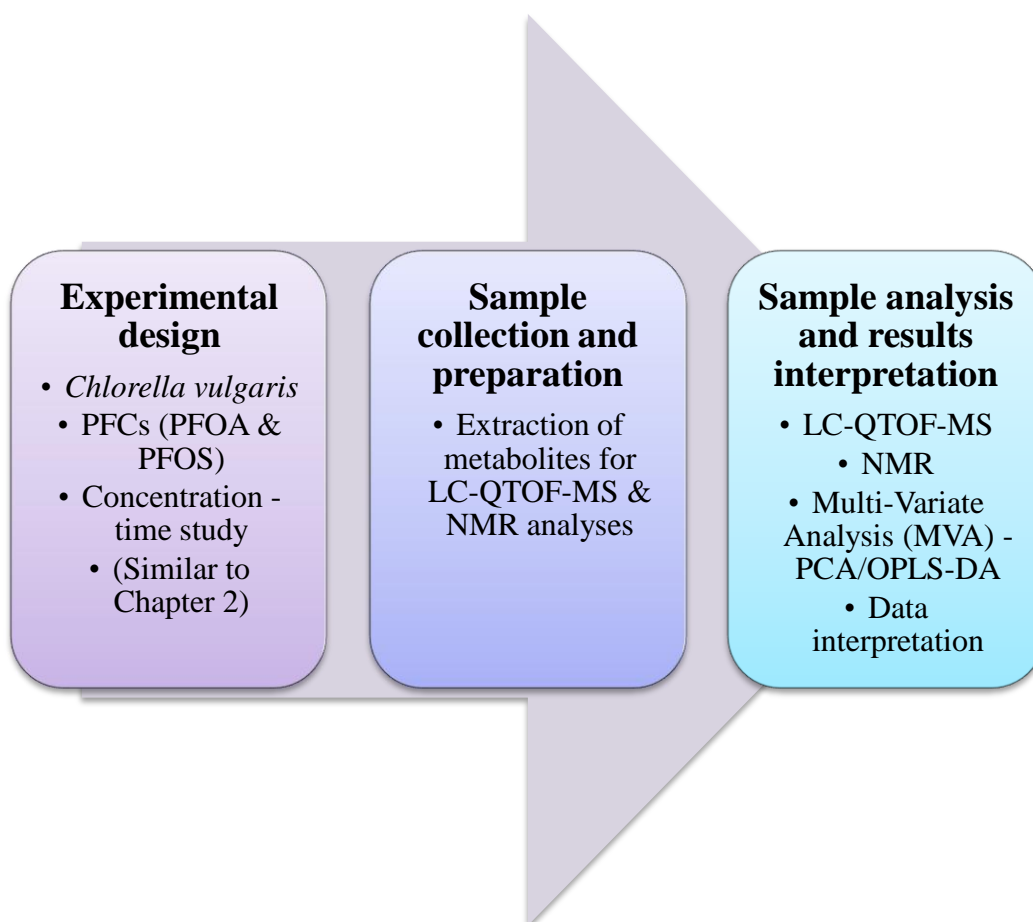 Experimental
design
• Chlorella vulgaris
• PFCs (PFOA &
PFOS)
• Concentration -
time study
• (Similar to
Chapter 2)
Sample
collection and
preparation
• Extraction of
metabolites for
LC-QTOF-MS &
NMR analyses
Sample analysis
and results
interpretation
• LC-QTOF-MS
• NMR
• Multi-Variate
Analysis (MVA) -
PCA/OPLS-DA
• Data
interpretation